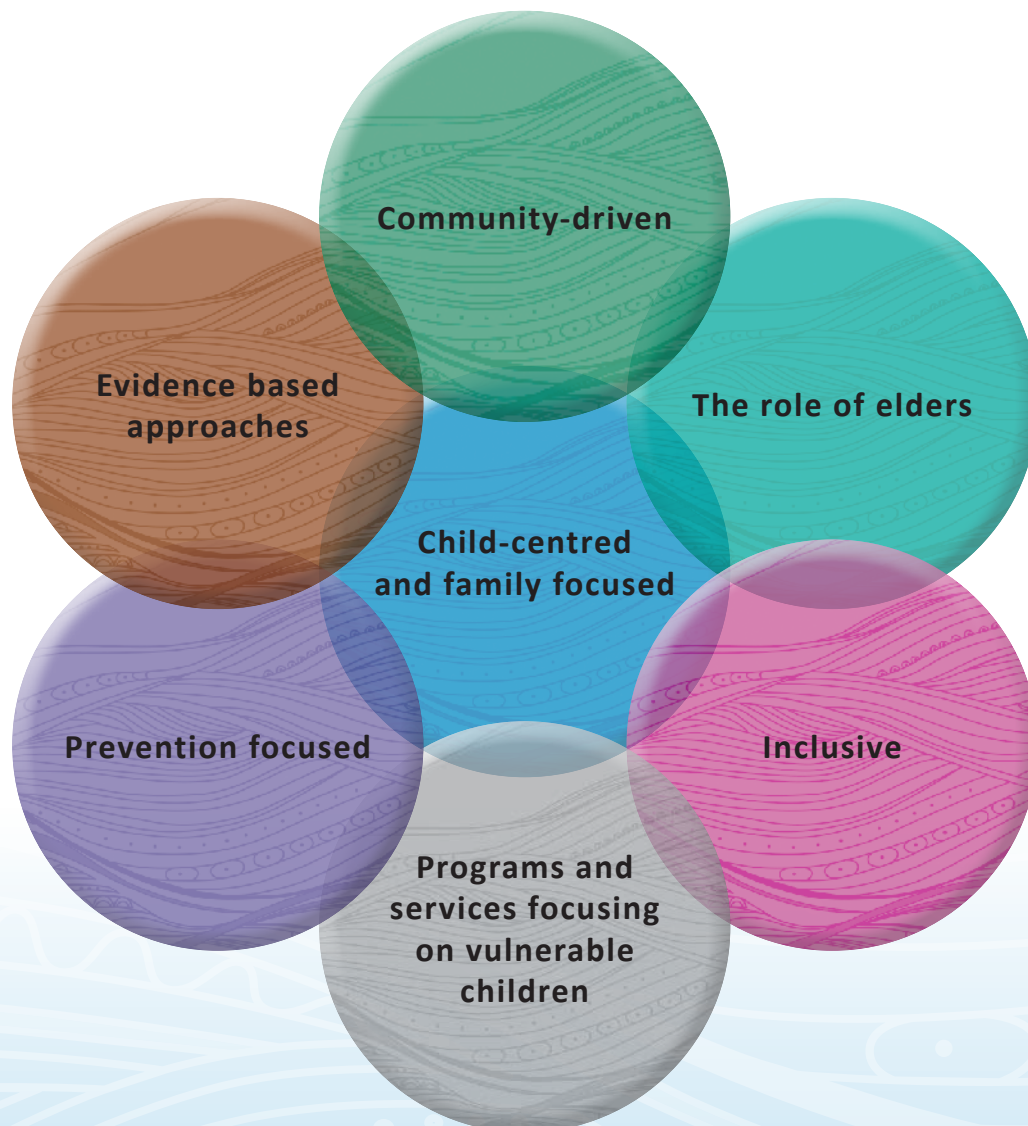 Community-driven
Evidence based
approaches
The role of elders
Child-centred
and family focused
Prevention focused
Inclusive
Programs and
services focusing
on vulnerable
children